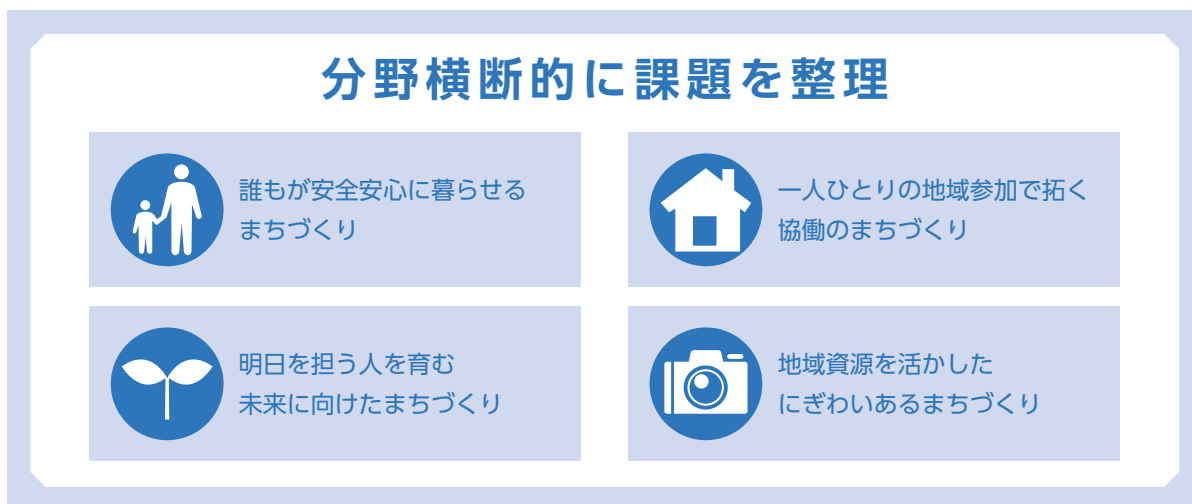 分野横断的に課題を整理
誰もが安全安心に暮らせる
まちづくり
一人ひとりの地域参加で拓く
協働のまちづくり
明日を担う人を育む
未来に向けたまちづくり
地域資源を活かした
にぎわいあるまちづくり